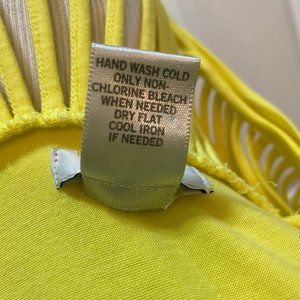 HAND WASH COLD
ONLY NON-
CHLORINE BLEACH
WHEN NEEDED
DRY FLAT
COOL IRON
IF NEEDED